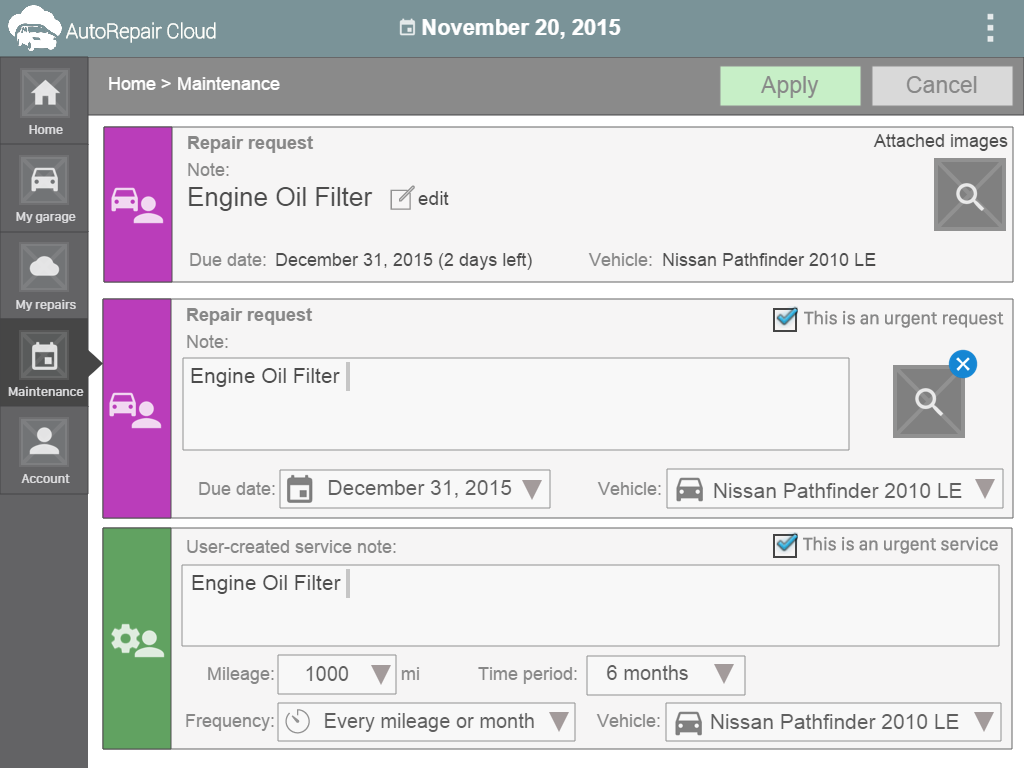 AutoRepair Cloud
November 20, 2015
Home > Maintenance
Apply
Cancel
Home
My garage
My repairs
Maintenance
Account
Repair request
Attached images
Note:
Engine Oil Filter
edit
Due date: December 31, 2015 (2 days left)
Vehicle: Nissan Pathfinder 2010 LE
Repair request
This is an urgent request
Note:
Engine Oil Filter
Due date: December 31, 2015
Vehicle: Nissan Pathfinder 2010 LE
User-created service note:
This is an urgent service
Engine Oil Filter
Mileage: 1000 mi
Time period: 6 months
Frequency: Every mileage or month
Vehicle: Nissan Pathfinder 2010 LE